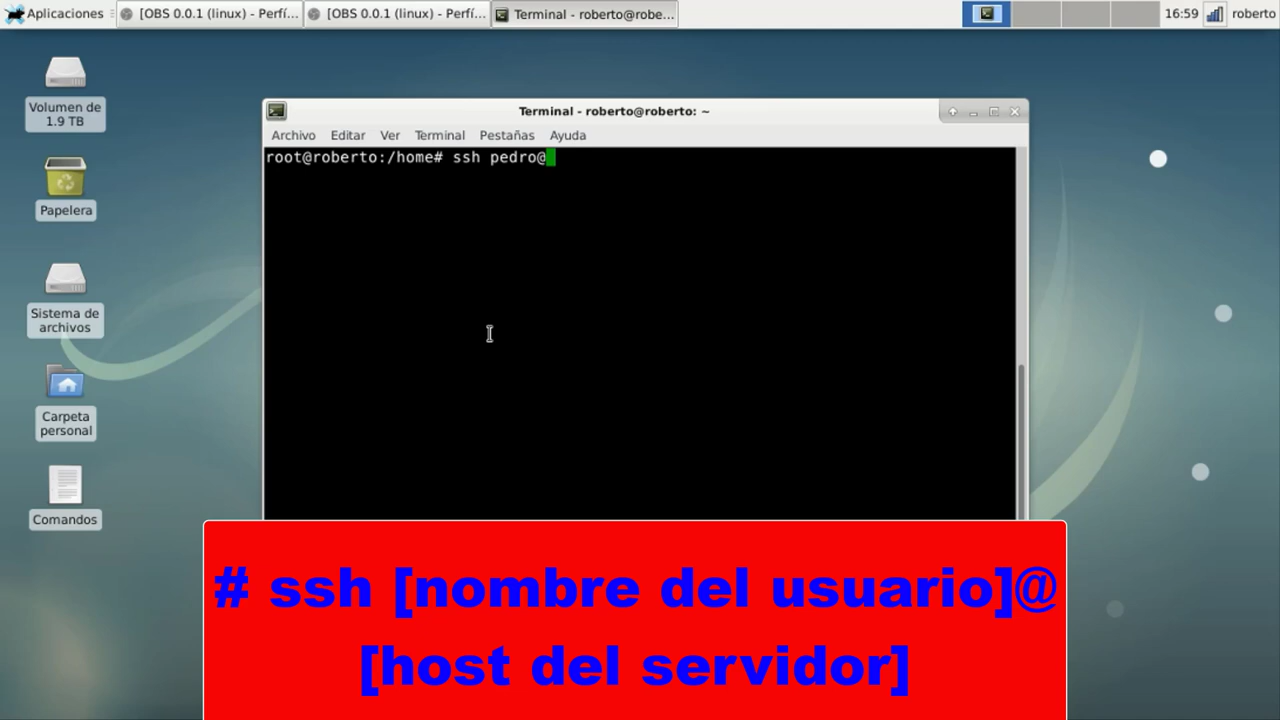 Aplicaciones
[OBS 0.0.1 (linux) - Perfí...
[OBS 0.0.1 (linux) - Perfí...
Terminal - roberto@robe...
16:59
roberto
Volumen de
1.9 TB
Papelera
Sistema de
archivos
Carpeta
personal
Comandos
Terminal - roberto@roberto: ~
Archivo Editar Ver Terminal Pestañas Ayuda
root@roberto:/home# ssh pedro@
# ssh [nombre del usuario]@
[host del servidor]